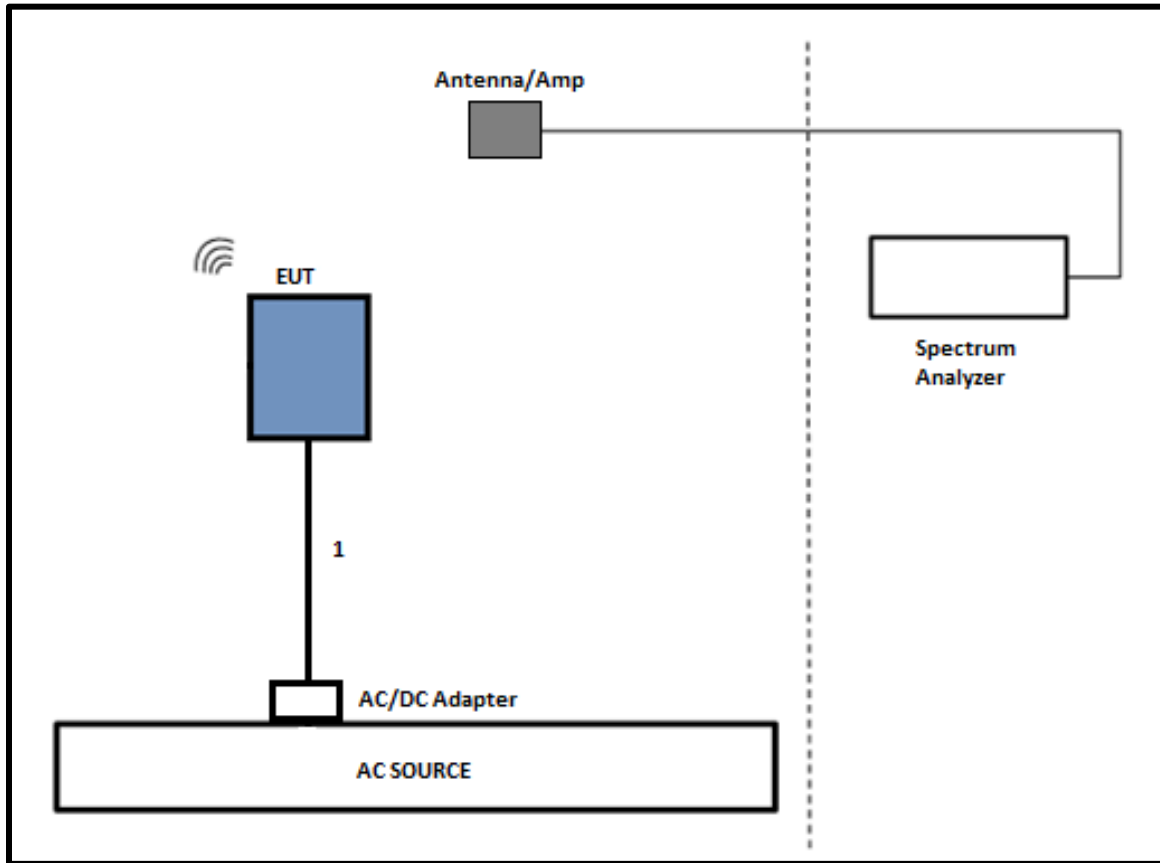 Antenna/Amp
EUT
Spectrum
Analyzer
1
AC/DC Adapter
AC SOURCE